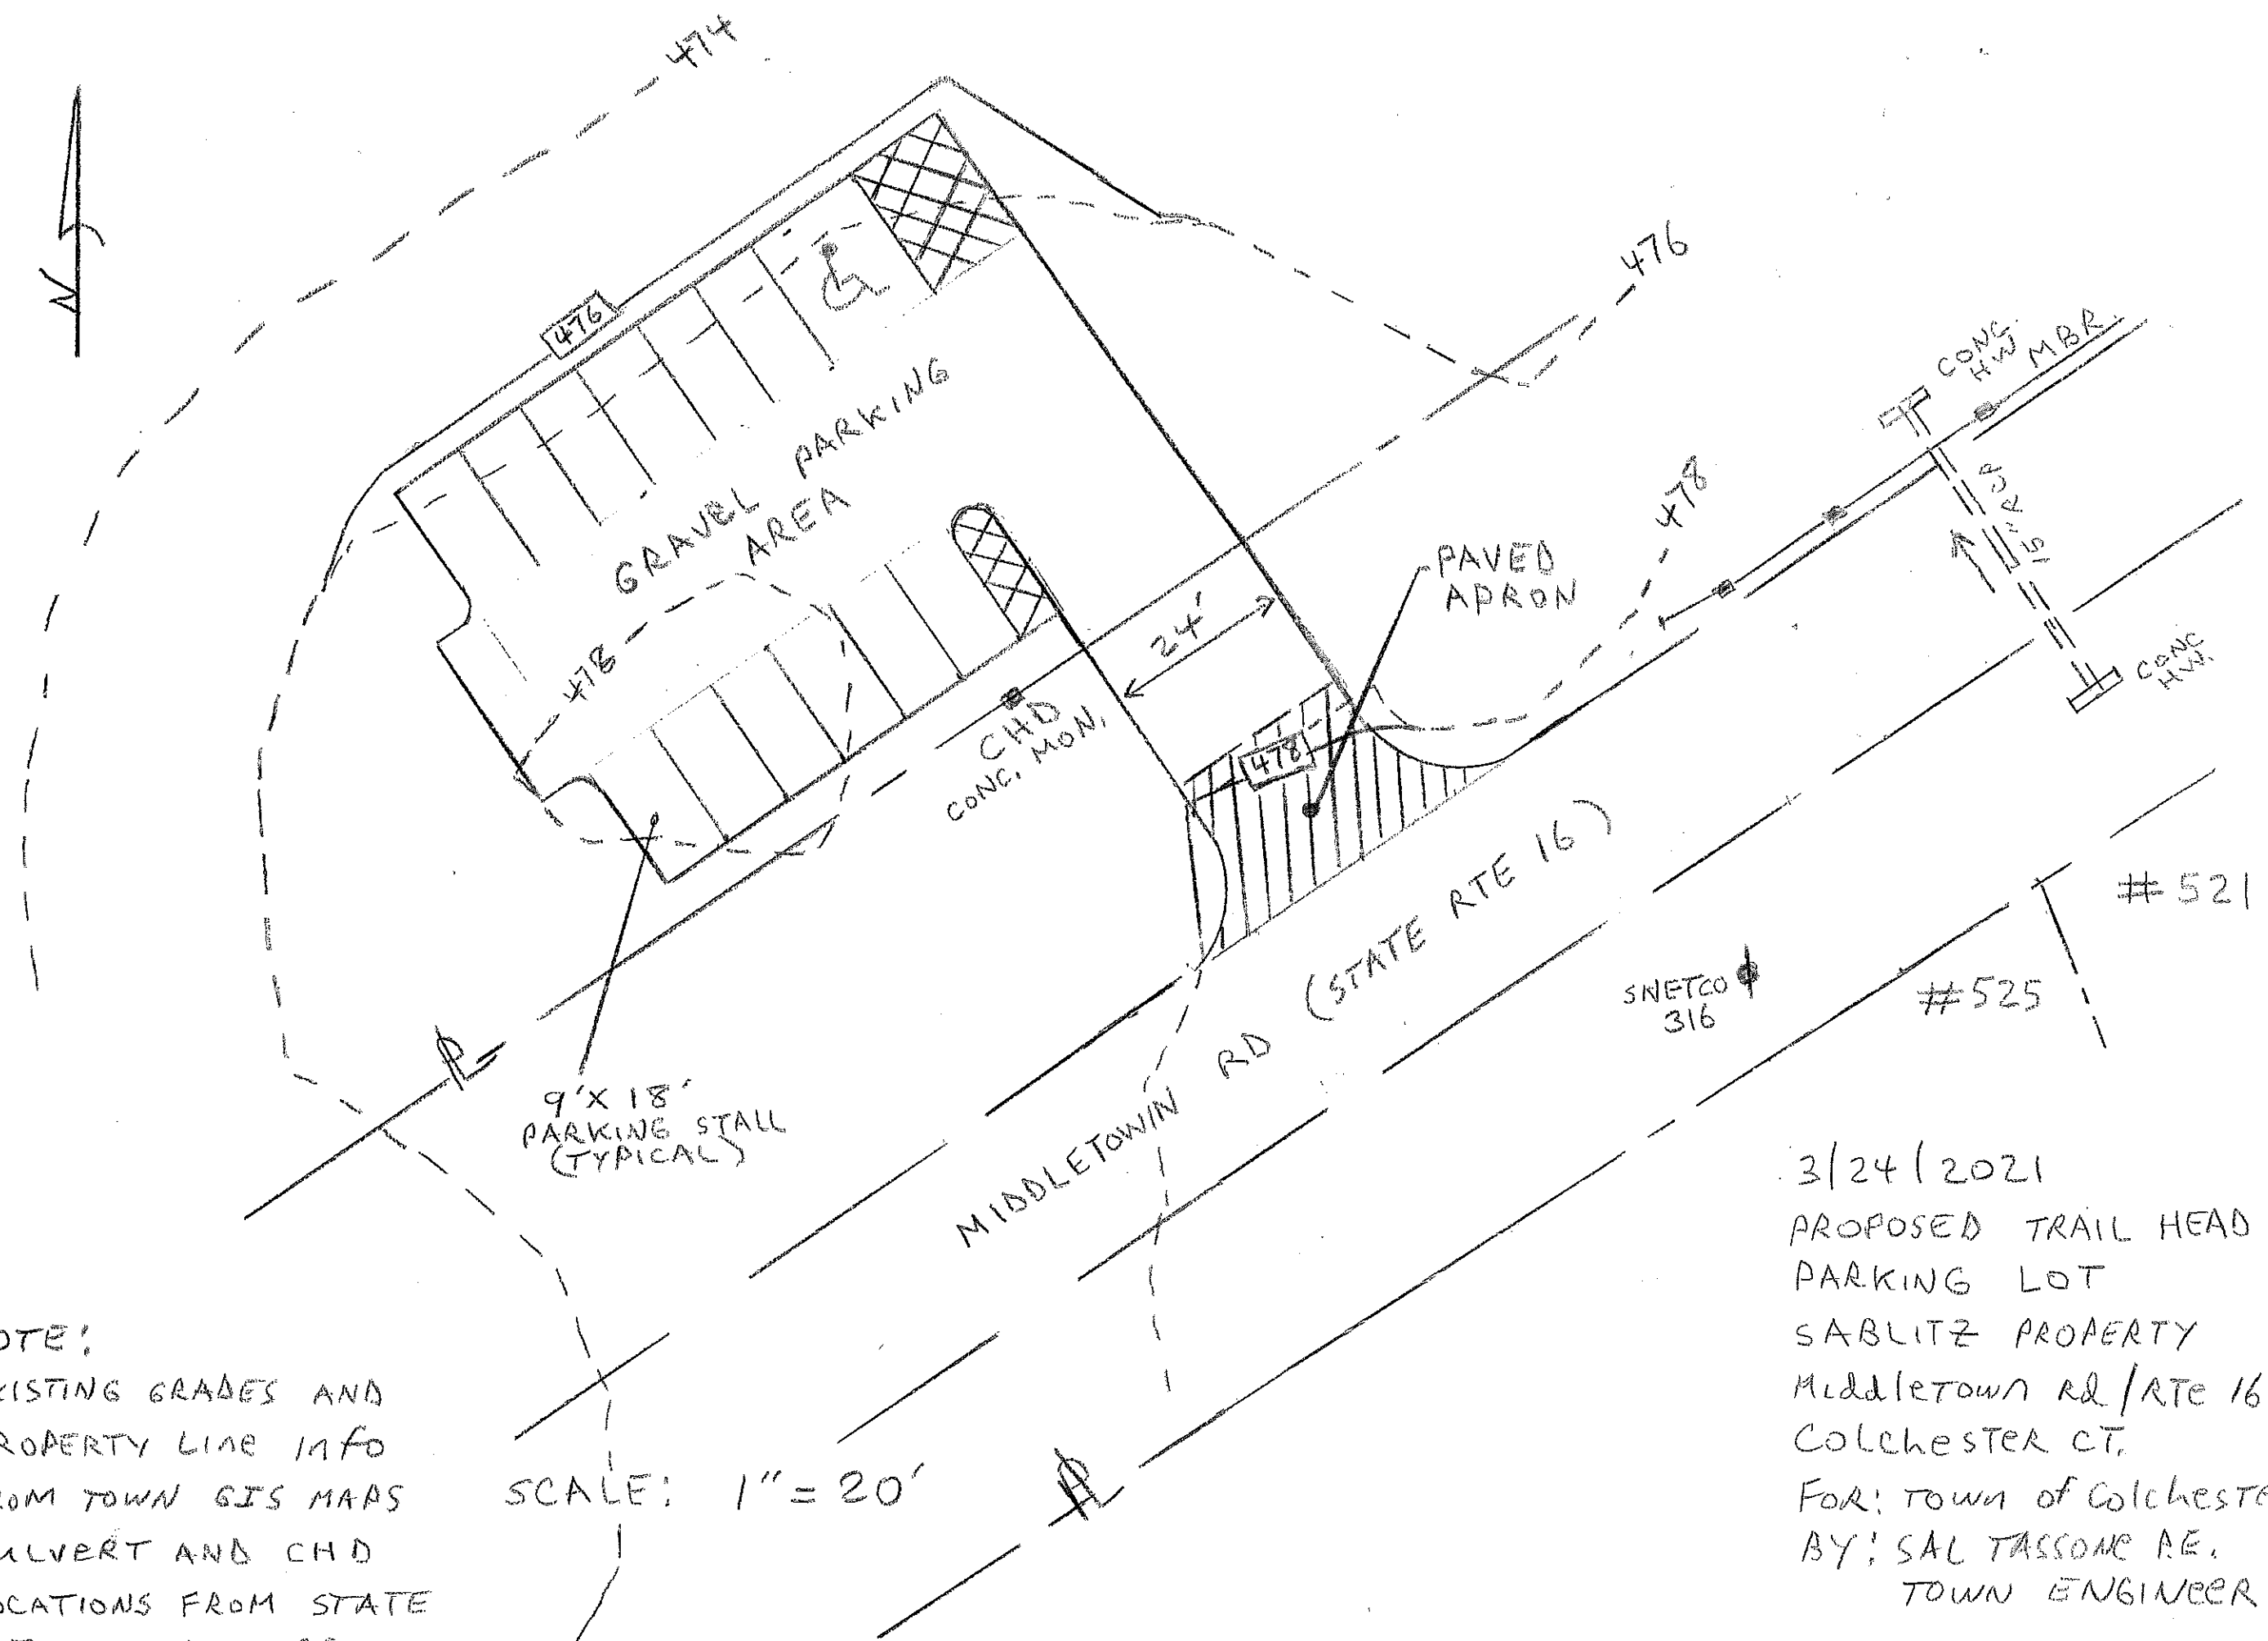 474
476
476
GRAVEL PARKING
AREA
478
478
24'
PAVED
APRON
CONC.
HW
MBR.
CONC
HW.
CHD
CONC. MON.
478
9'X 18'
PARKING STALL
(TYPICAL)
MIDDLETOWN RD (STATE RTE 16)
SNETCO
316
#525
#521
3/24/2021
PROPOSED TRAIL HEAD
PARKING LOT
SABLITZ PROPERTY
Middletown Rd/RTe 16
Colchester CT.
FOR: Town of Colcheste
BY: SAL TASSONE P.E.
TOWN ENGINEER
OTE:
XISTING GRADES AND
ROPERTY Line Info
ROM TOWN GIS MAPS
ULVERT AND CHD
OCATIONS FROM STATE
SCALE: 1"=20'